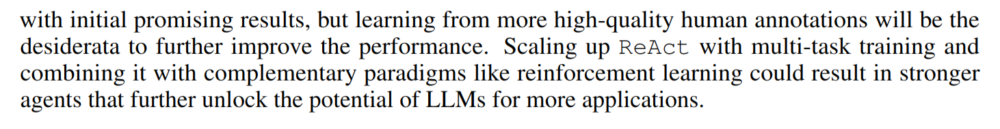 with initial promising results, but learning from more high-quality human annotations will be the
desiderata to further improve the performance. Scaling up ReAct with multi-task training and
combining it with complementary paradigms like reinforcement learning could result in stronger
agents that further unlock the potential of LLMs for more applications.